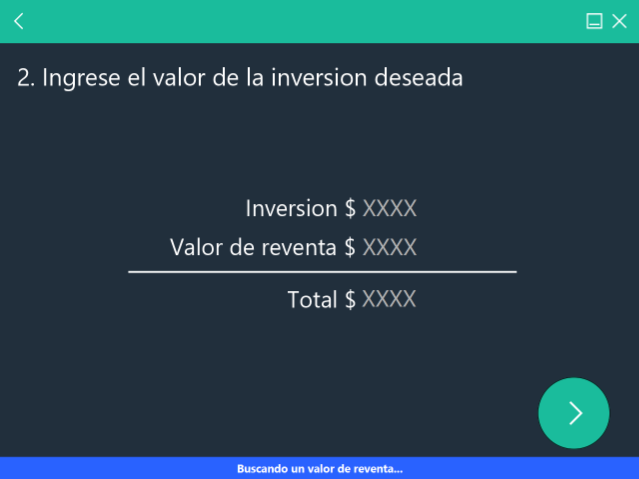 2. Ingrese el valor de la inversion deseada
Inversion $ XXXX
Valor de reventa $ XXXX
Total $ XXXX
Buscando un valor de reventa...